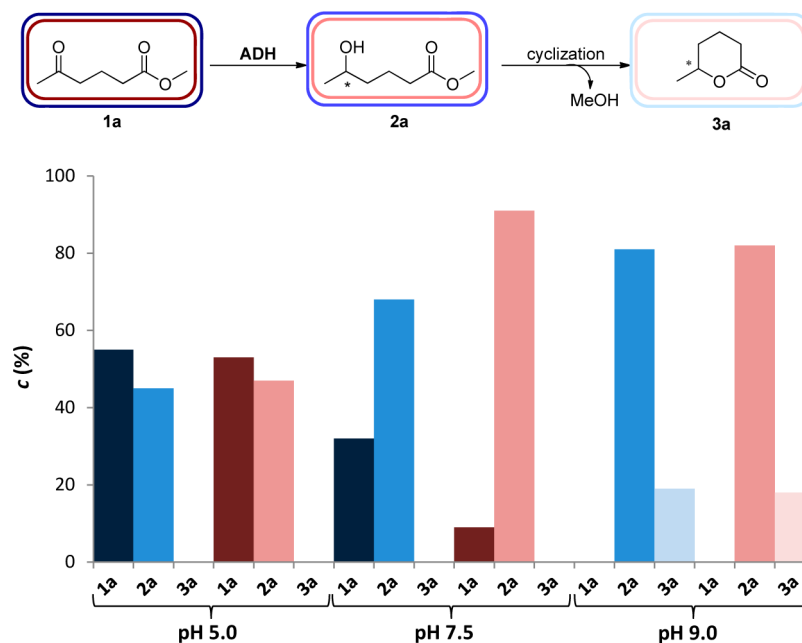 O
O
O
1a
ADH
OH
O
O
*
2a
cyclization
MeOH
*
O
O
3a
c (%)
100
80
60
40
20
0
1a 2a 3a 1a 2a 3a 1a 2a 3a 1a 2a 3a 1a 2a 3a 1a 2a 3a
pH 5.0 pH 7.5 pH 9.0